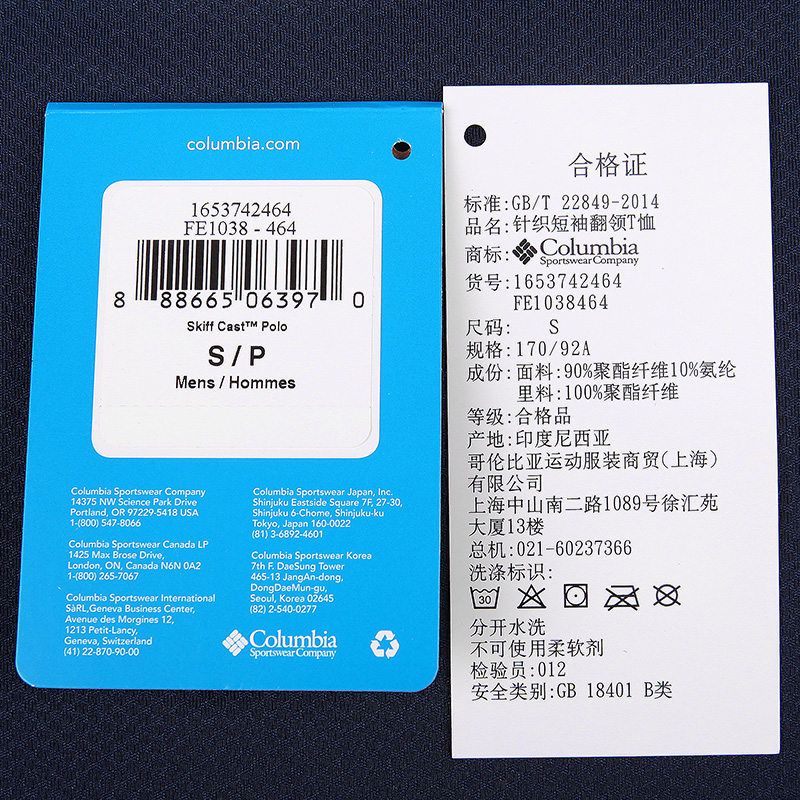 columbia.com
1653742464
FE1038 - 464
8 88665 06397 0
Skiff Cast™ Polo
S / P
Mens / Hommes
Columbia Sportswear Company
14375 NW Science Park Drive
Portland, OR 97229-5418 USA
1-(800) 547-8066
Columbia Sportswear Canada LP
1425 Max Brose Drive,
London, ON, Canada N6N 0A2
1-(800) 265-7067
Columbia Sportswear International
SàRL,Geneva Business Center,
Avenue des Morgines 12,
1213 Petit-Lancy,
Geneva, Switzerland
(41) 22-870-90-00
Columbia Sportswear Japan, Inc.
Shinjuku Eastside Square 7F, 27-30,
Shinjuku 6-Chome, Shinjuku-ku
Tokyo, Japan 160-0022
(81) 3-6892-4601
Columbia Sportswear Korea
7th F. DaeSung Tower
465-13 JangAn-dong,
DongDaeMun-gu,
Seoul, Korea 02645
(82) 2-540-0277
Columbia
Sportswear Company
合格证
标准:GB/T 22849-2014
品名:针织短袖翻领T恤
商标: Columbia
Sportswear Company
货号:1653742464
FE1038464
尺码: S
规格:170/92A
成份:面料:90%聚酯纤维10%氨纶
里料:100%聚酯纤维
等级:合格品
产地:印度尼西亚
哥伦比亚运动服装商贸(上海)
有限公司
上海中山南二路1089号徐汇苑
大厦13楼
总机:021-60237366
洗涤标识:
30
分开水洗
不可使用柔软剂
检验员:012
安全类别:GB 18401 B类